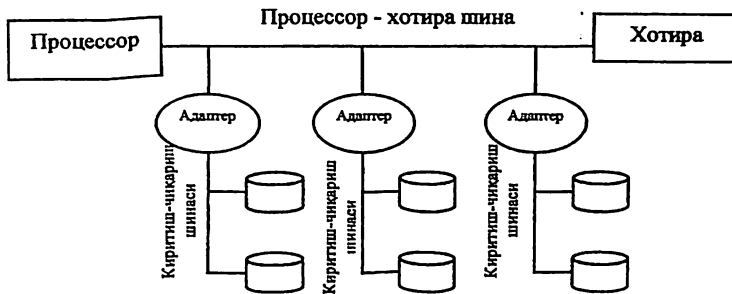 Процессор - хотира шина
Процессор
Хотира
Адаптер
Адаптер
Адаптер
Киритиш-чиқариш
шинаси
Киритиш-чиқариш
шинаси
Киритиш-чиқариш
шинаси